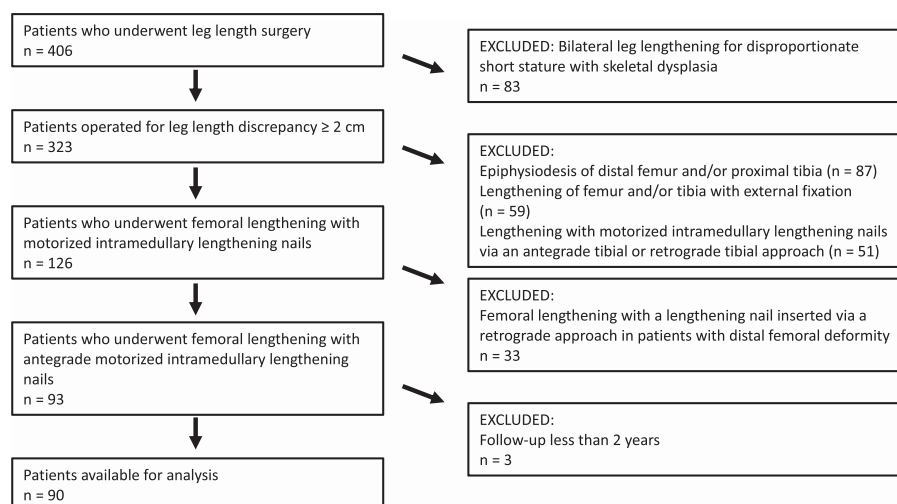 Patients who underwent leg length surgery
n = 406
EXCLUDED: Bilateral leg lengthening for disproportionate
short stature with skeletal dysplasia
n = 83
Patients operated for leg length discrepancy ≥ 2 cm
n = 323
EXCLUDED:
Epiphysiodesis of distal femur and/or proximal tibia (n = 87)
Lengthening of femur and/or tibia with external fixation
(n = 59)
Lengthening with motorized intramedullary lengthening nails
via an antegrade tibial or retrograde tibial approach (n = 51)
Patients who underwent femoral lengthening with
motorized intramedullary lengthening nails
n = 126
EXCLUDED:
Femoral lengthening with a lengthening nail inserted via a
retrograde approach in patients with distal femoral deformity
n = 33
Patients who underwent femoral lengthening with
antegrade motorized intramedullary lengthening
nails
n = 93
EXCLUDED:
Follow-up less than 2 years
n = 3
Patients available for analysis
n = 90